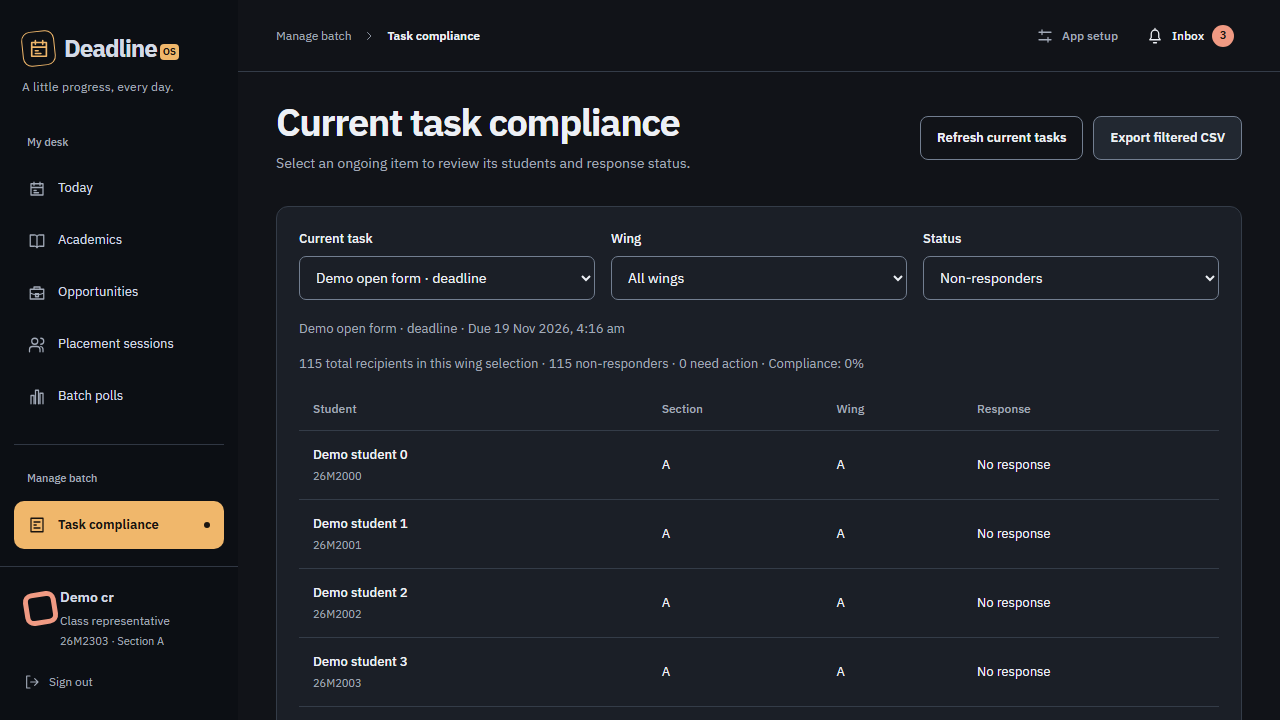 Deadline OS
A little progress, every day.
My desk
Today
Academics
Opportunities
Placement sessions
Batch polls
Manage batch
Task compliance
Demo cr
Class representative
26M2303 · Section A
Sign out
Manage batch > Task compliance
App setup
Inbox 3
Current task compliance
Select an ongoing item to review its students and response status.
Refresh current tasks
Export filtered CSV
Current task Wing Status
Demo open form · deadline All wings Non-responders
Demo open form · deadline · Due 19 Nov 2026, 4:16 am
115 total recipients in this wing selection · 115 non-responders · 0 need action · Compliance: 0%
Student Section Wing Response
Demo student 0
26M2000
A A No response
Demo student 1
26M2001
A A No response
Demo student 2
26M2002
A A No response
Demo student 3
26M2003
A A No response